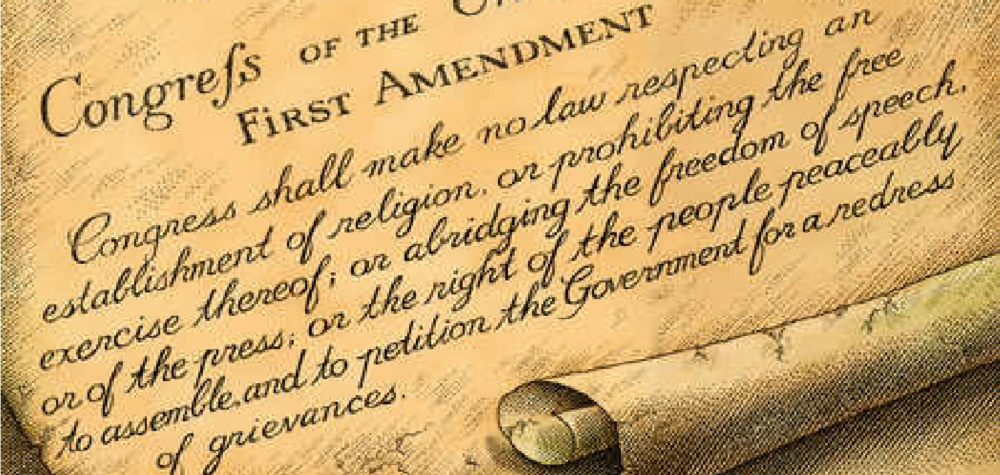 Congreſs OF THE
FIRST AMENDMENT
Congress shall make no law respecting an
establishment of religion, or prohibiting the free
exercise thereof; or abridging the freedom of speech,
or of the press; or the right of the people peaceably
to assemble, and to petition the Government for a redress
of grievances.